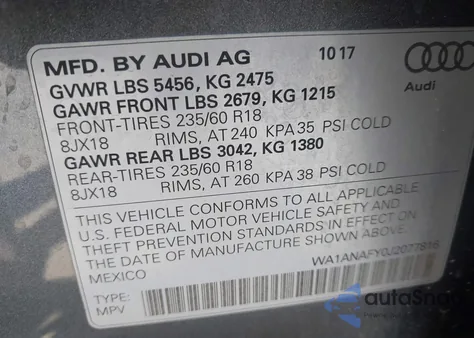 MFD. BY AUDI AG 10 17
GVWR LBS 5456, KG 2475
GAWR FRONT LBS 2679, KG 1215
FRONT-TIRES 235/60 R18
8JX18 RIMS, AT 240 KPA 35 PSI COLD
GAWR REAR LBS 3042, KG 1380
REAR-TIRES 235/60 R18
8JX18 RIMS, AT 260 KPA 38 PSI COLD
THIS VEHICLE CONFORMS TO ALL APPLICABLE
U.S. FEDERAL MOTOR VEHICLE SAFETY AND
THEFT PREVENTION STANDARDS IN EFFECT ON
THE DATE OF MANUFACTURE SHOWN ABOVE.
MEXICO
WA1ANAFY0J2077816
TYPE:
MPV
Audi